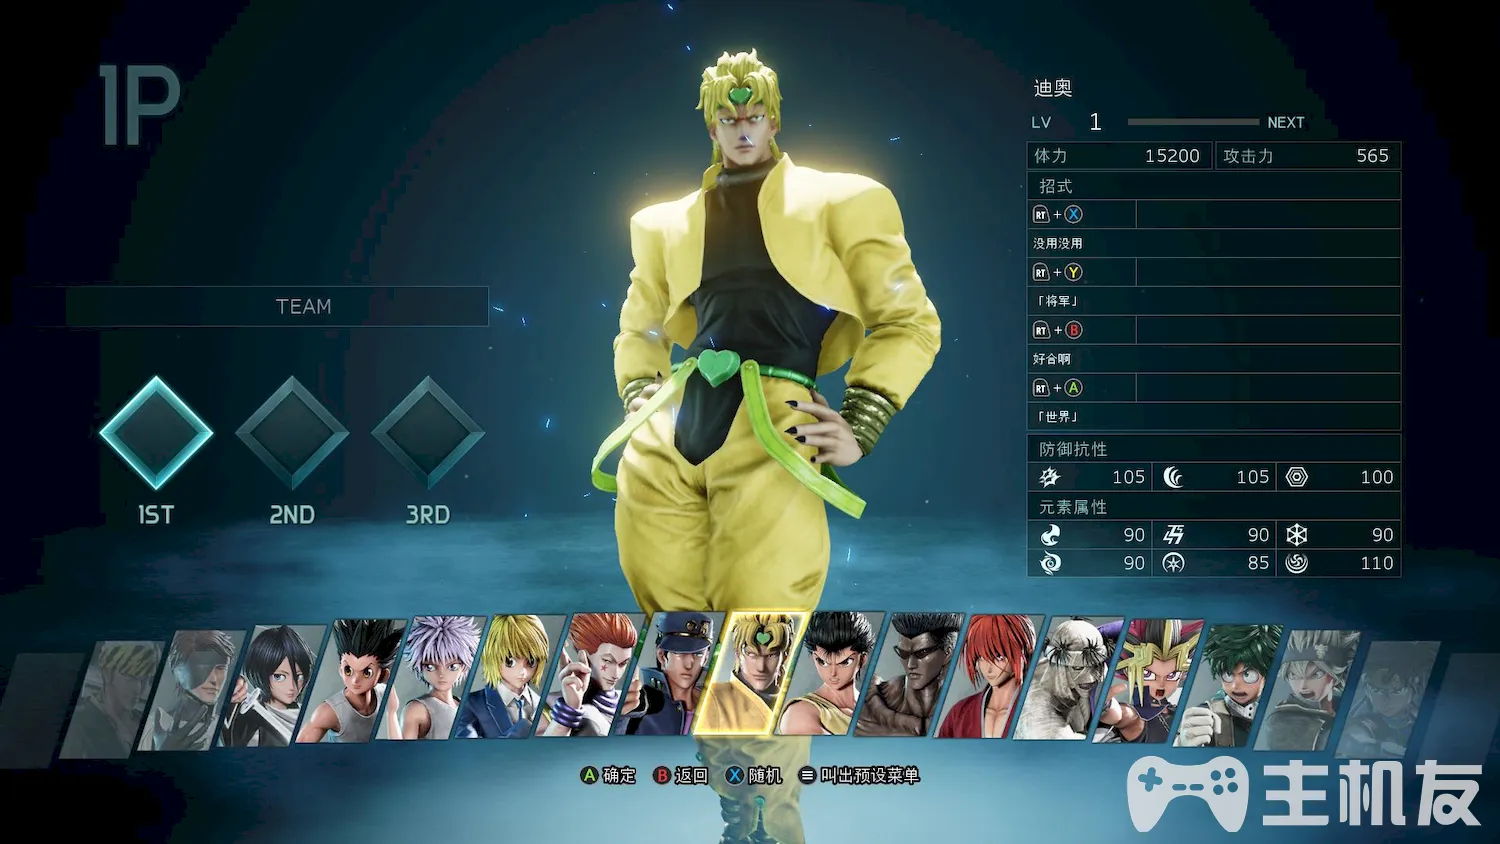 1P
TEAM
1ST
2ND
3RD
迪奥
LV 1 NEXT
体力 15200 攻击力 565
招式
RT + X
没用没用
RT + Y
「将军」
RT + B
好合啊
RT + A
「世界」
防御抗性
105 105 100
元素属性
90 90 90
90 85 110
A 确定 B 返回 X 随机 叫出预设菜单
主机友